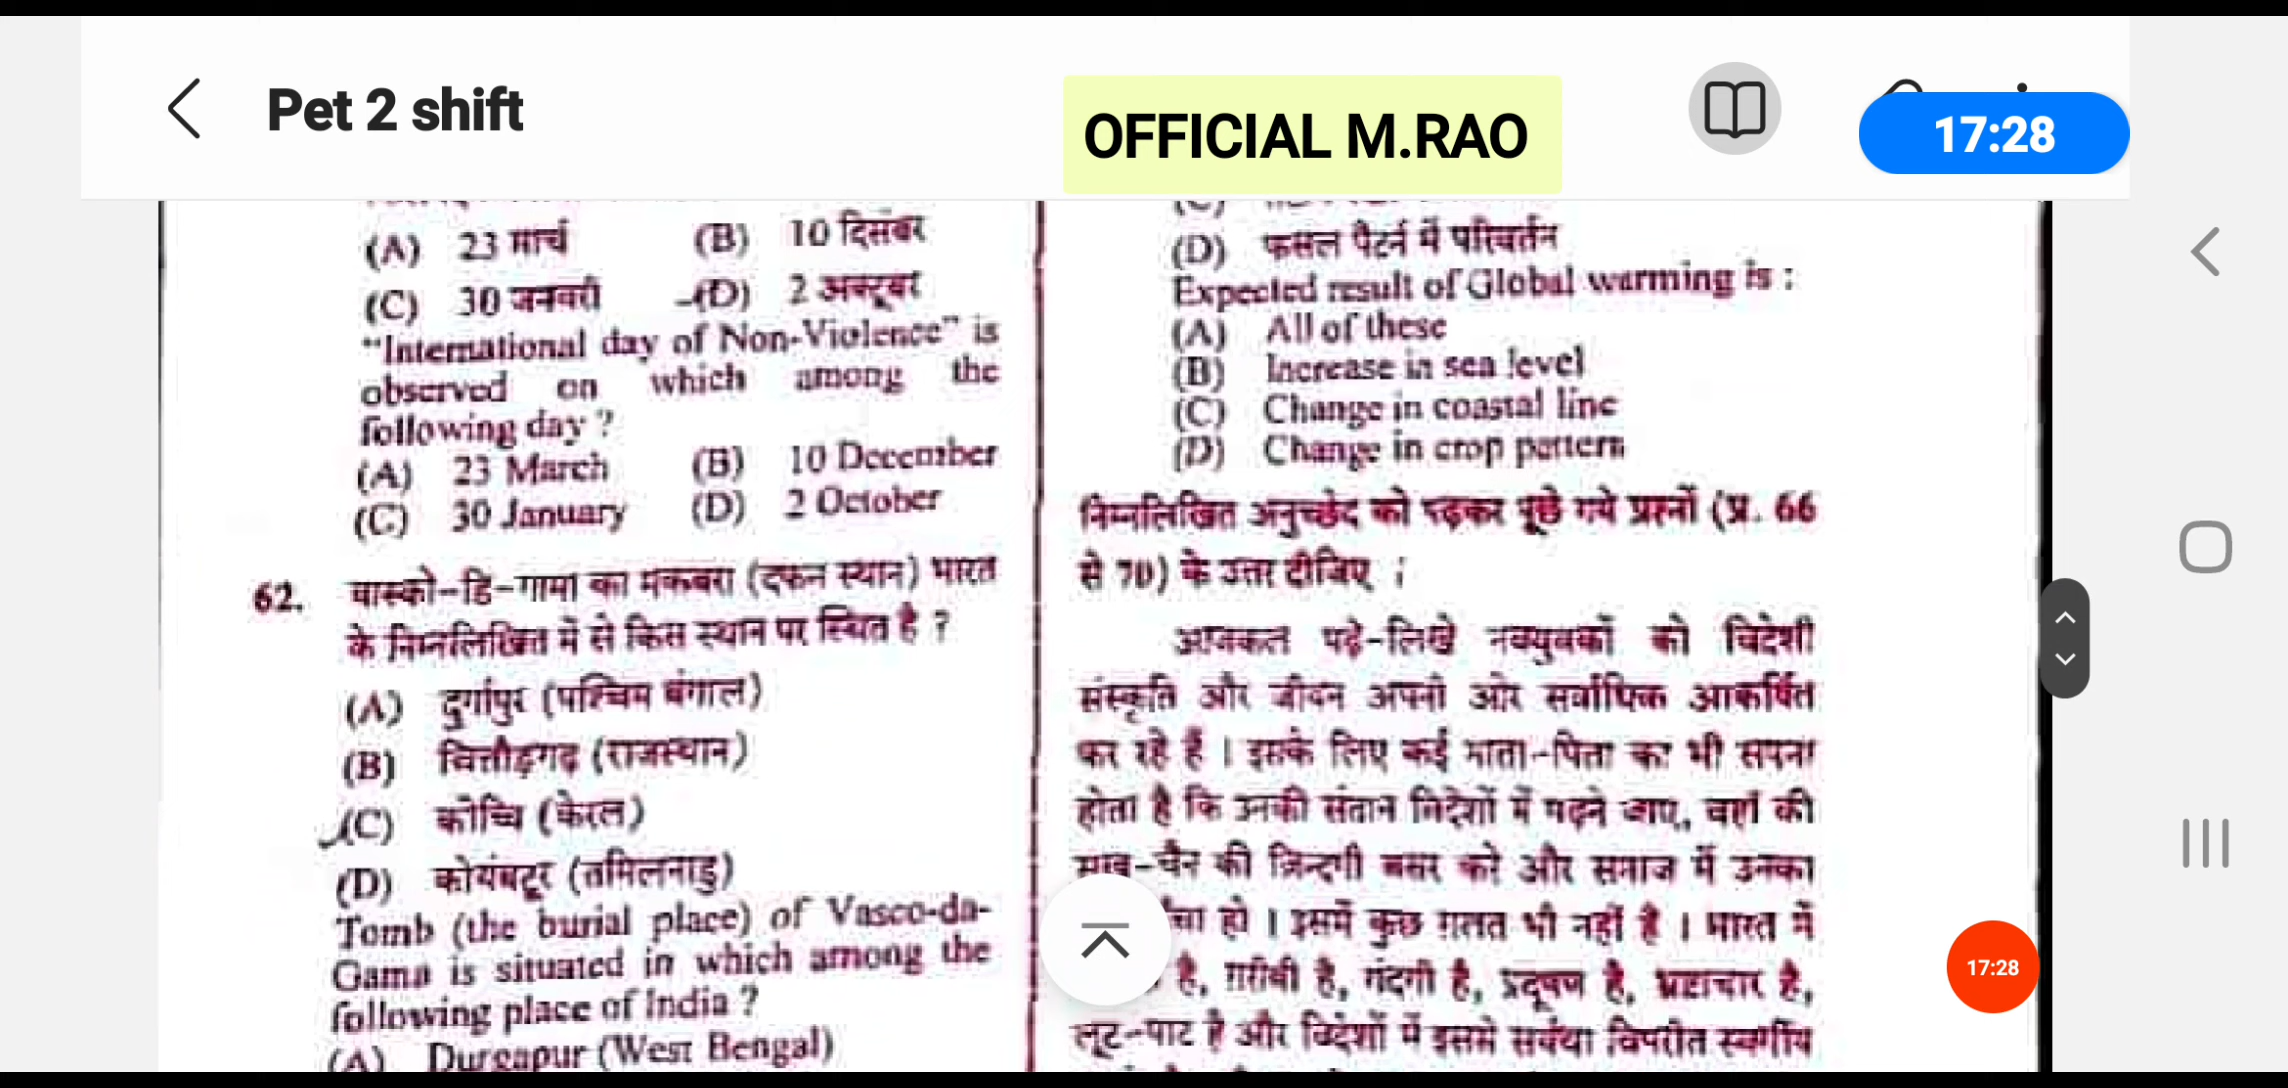 Pet 2 shift
OFFICIAL M.RAO
17:28
(A) 23 मार्च (B) 10 दिसंबर
(C) 30 जनवरी (D) 2 अक्टूबर
"International day of Non-Violence" is
observed on which among the
following day ?
(A) 23 March (B) 10 December
(C) 30 January (D) 2 October
62. वास्को-डि-गामा का मकबरा (दफन स्थान) भारत
के निम्नलिखित में से किस स्थान पर स्थित है ?
(A) दुर्गापुर (पश्चिम बंगाल)
(B) चित्तौड़गढ़ (राजस्थान)
(C) कोच्चि (केरल)
(D) कोयंबटूर (तमिलनाडु)
Tomb (the burial place) of Vasco-da-
Gama is situated in which among the
following place of India ?
(A) Durgapur (West Bengal)
(D) फसल पैटर्न में परिवर्तन
Expected result of Global warming is :
(A) All of these
(B) Increase in sea level
(C) Change in coastal line
(D) Change in crop pattern
निम्नलिखित अनुच्छेद को पढ़कर पूछे गये प्रश्नों (प्र. 66
से 70) के उत्तर दीजिए :
आजकल पढ़े-लिखे नवयुवकों को विदेशी
संस्कृति और जीवन अपनी ओर सर्वाधिक आकर्षित
कर रहे हैं । इसके लिए कई माता-पिता का भी सपना
होता है कि उनकी संतान विदेशों में पढ़ने जाए, वहाँ की
सुख-चैन की ज़िन्दगी बसर करे और समाज में उनका
हो । इसमें कुछ ग़लत भी नहीं है । भारत में
है, ग़रीबी है, गंदगी है, प्रदूषण है, भ्रष्टाचार है,
लूट-पाट है और विदेशों में इससे सर्वथा विपरीत स्वर्गीय
17:28